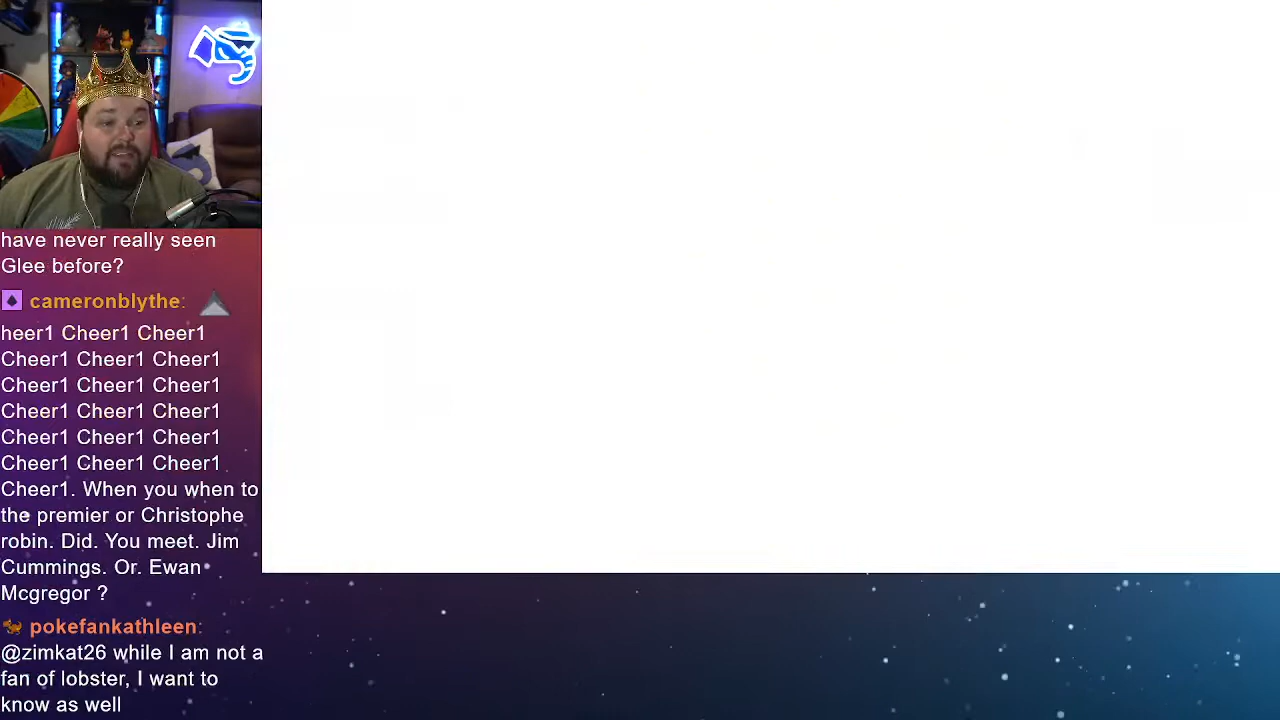 have never really seen
Glee before?
cameronblythe:
heer1 Cheer1 Cheer1
Cheer1 Cheer1 Cheer1
Cheer1 Cheer1 Cheer1
Cheer1 Cheer1 Cheer1
Cheer1 Cheer1 Cheer1
Cheer1 Cheer1 Cheer1
Cheer1. When you when to
the premier or Christophe
robin. Did. You meet. Jim
Cummings. Or. Ewan
Mcgregor ?
pokefankathleen:
@zimkat26 while I am not a
fan of lobster, I want to
know as well